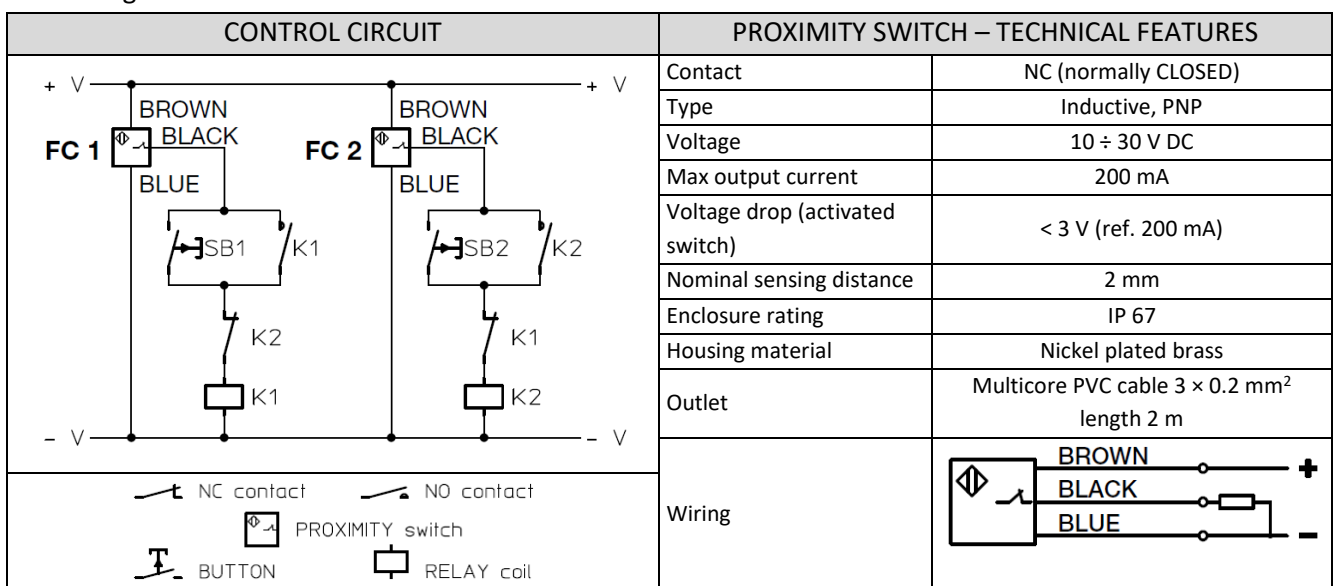 CONTROL CIRCUIT
PROXIMITY SWITCH – TECHNICAL FEATURES
+ V
+ V
BROWN
BROWN
BLACK
BLACK
FC 1
FC 2
BLUE
BLUE
SB1
K1
SB2
K2
K2
K1
K1
K2
– V
– V
NC contact
NO contact
PROXIMITY switch
BUTTON
RELAY coil
Contact
NC (normally CLOSED)
Type
Inductive, PNP
Voltage
10 ÷ 30 V DC
Max output current
200 mA
Voltage drop (activated
switch)
< 3 V (ref. 200 mA)
Nominal sensing distance
2 mm
Enclosure rating
IP 67
Housing material
Nickel plated brass
Outlet
Multicore PVC cable 3 × 0.2 mm²
length 2 m
Wiring
BROWN
+
BLACK
BLUE
–